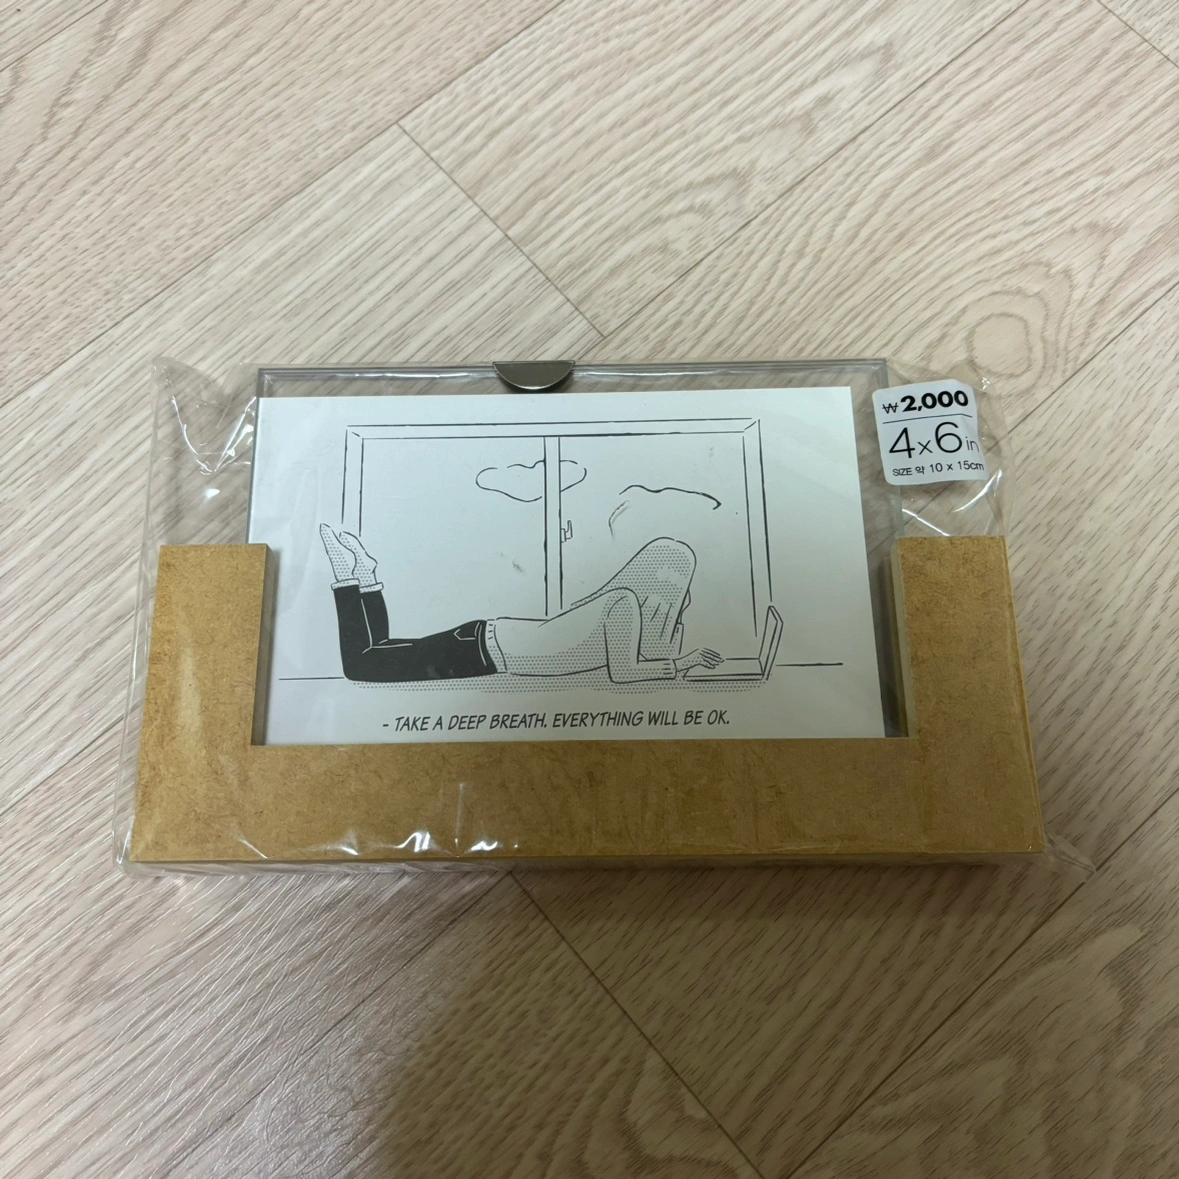 ₩2,000
4x6in
SIZE 약 10 x 15cm
- TAKE A DEEP BREATH. EVERYTHING WILL BE OK.